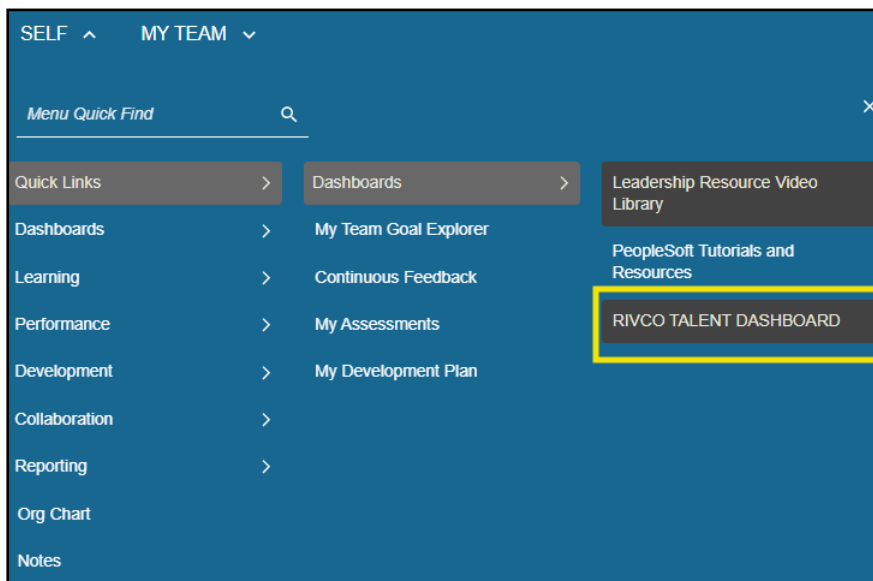 SELF MY TEAM
Menu Quick Find
Quick Links
Dashboards
Learning
Performance
Development
Collaboration
Reporting
Org Chart
Notes
Dashboards
My Team Goal Explorer
Continuous Feedback
My Assessments
My Development Plan
Leadership Resource Video
Library
PeopleSoft Tutorials and
Resources
RIVCO TALENT DASHBOARD